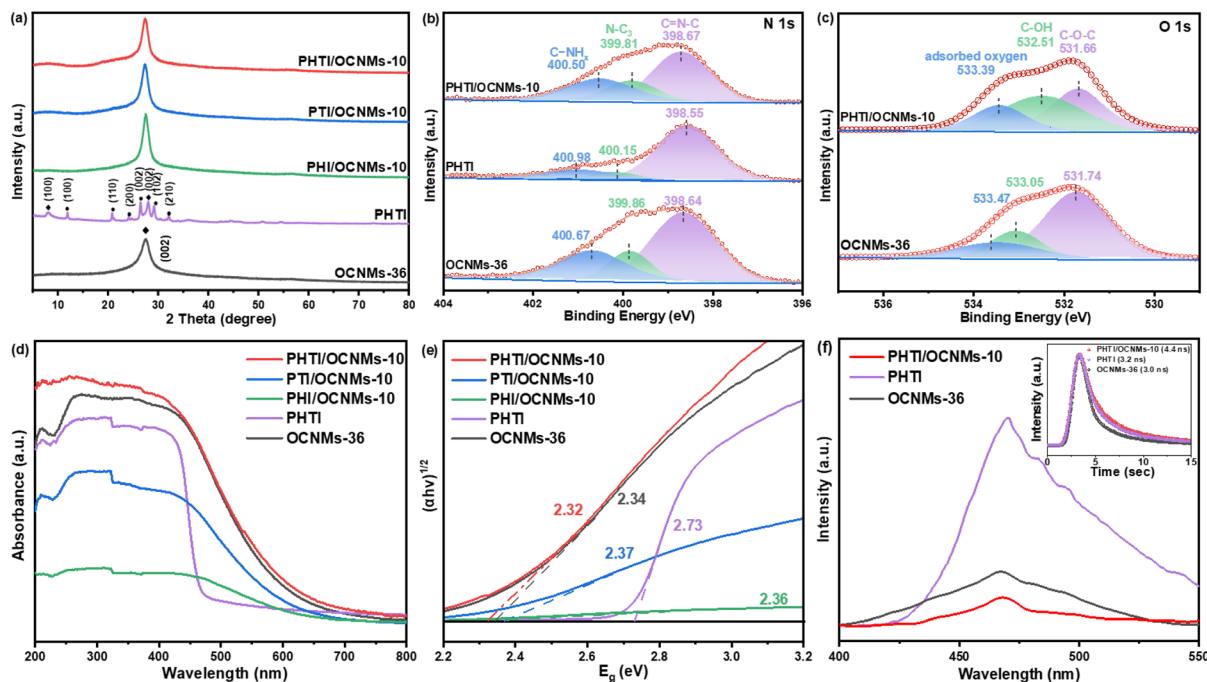 (a)
PHTI/OCNMs-10
PTI/OCNMs-10
PHI/OCNMs-10
(100)
(100)
(110)
(200)
(002)
(002)
(102)
(210)
PHTI
OCNMs-36
(002)
Intensity (a.u.)
5 10 20 30 40 50 60 70 80
2 Theta (degree)
(b)
N 1s
C=N-C
398.67
N-C3
399.81
C−NHx
400.50
PHTI/OCNMs-10
398.55
400.98
400.15
PHTI
398.64
399.86
400.67
OCNMs-36
Intensity (a.u.)
404 402 400 398 396
Binding Energy (eV)
(c)
O 1s
C-OH
532.51
C-O-C
531.66
adsorbed oxygen
533.39
PHTI/OCNMs-10
531.74
533.05
533.47
OCNMs-36
Intensity (a.u.)
536 534 532 530
Binding Energy (eV)
(d)
PHTI/OCNMs-10
PTI/OCNMs-10
PHI/OCNMs-10
PHTI
OCNMs-36
Absorbance (a.u.)
200 300 400 500 600 700 800
Wavelength (nm)
(e)
PHTI/OCNMs-10
PTI/OCNMs-10
PHI/OCNMs-10
PHTI
OCNMs-36
2.32
2.34
2.73
2.37
2.36
(αhν)1/2
2.2 2.4 2.6 2.8 3.0 3.2
Eg (eV)
(f)
PHTI/OCNMs-10
PHTI
OCNMs-36
PHTI/OCNMs-10 (4.4 ns)
PHTI (3.2 ns)
OCNMs-36 (3.0 ns)
Intensity (a.u.)
0 5 10 15
Time (sec)
Intensity (a.u.)
400 450 500 550
Wavelength (nm)